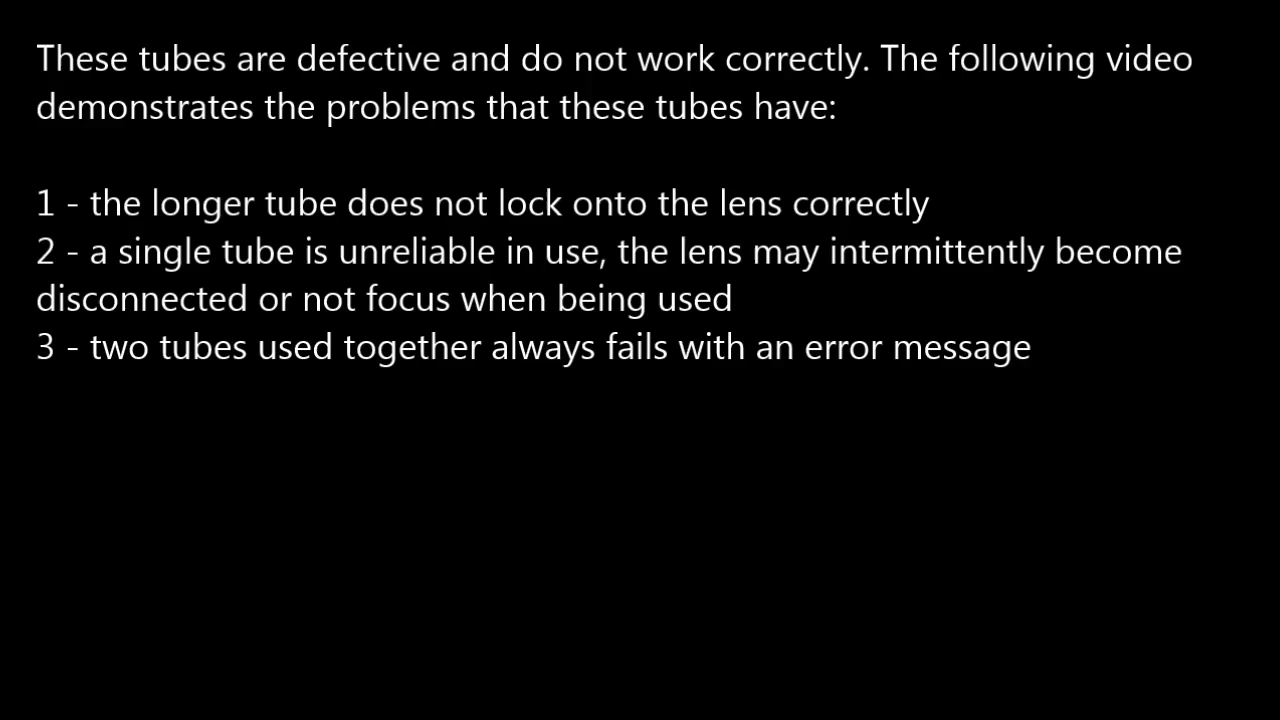 These tubes are defective and do not work correctly. The following video
demonstrates the problems that these tubes have:
1 - the longer tube does not lock onto the lens correctly
2 - a single tube is unreliable in use, the lens may intermittently become
disconnected or not focus when being used
3 - two tubes used together always fails with an error message